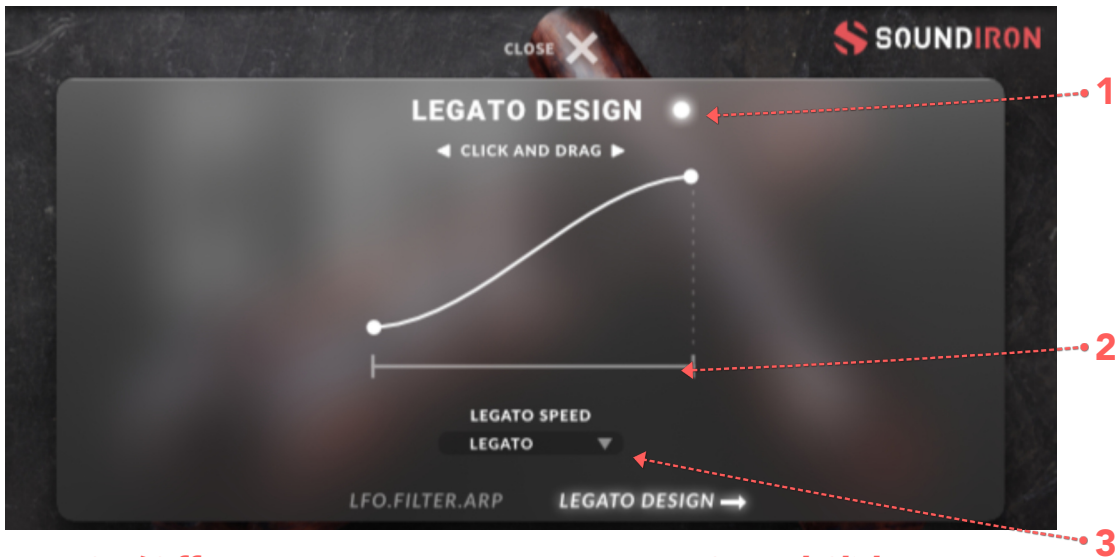 CLOSE
SOUNDIRON
LEGATO DESIGN
1
◀ CLICK AND DRAG ▶
2
LEGATO SPEED
LEGATO
LFO.FILTER.ARP
LEGATO DESIGN
3